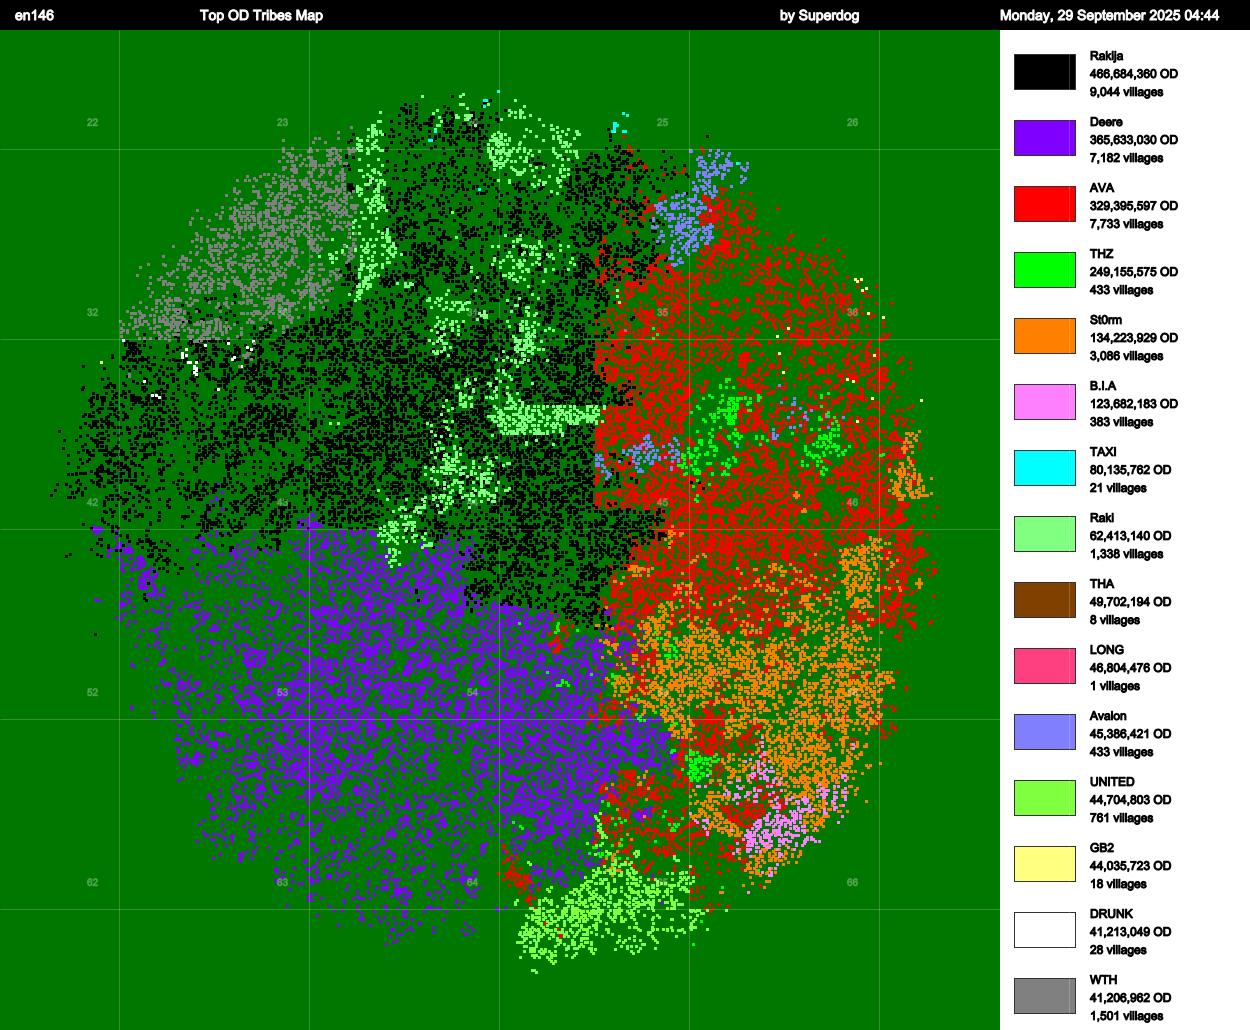 en146 Top OD Tribes Map by Superdog Monday, 29 September 2025 04:44
Rakija
466,684,360 OD
9,044 villages
Deere
365,633,030 OD
7,182 villages
AVA
329,395,597 OD
7,733 villages
THZ
249,155,575 OD
433 villages
St0rm
134,223,929 OD
3,086 villages
B.I.A
123,682,183 OD
383 villages
TAXI
80,135,762 OD
21 villages
Raki
62,413,140 OD
1,338 villages
THA
49,702,194 OD
8 villages
LONG
46,804,476 OD
1 villages
Avalon
45,386,421 OD
433 villages
UNITED
44,704,803 OD
761 villages
GB2
44,035,723 OD
18 villages
DRUNK
41,213,049 OD
28 villages
WTH
41,206,962 OD
1,501 villages
22 23 25 26
32 35 36
42 43 45 46
52 53 54
62 63 64 66